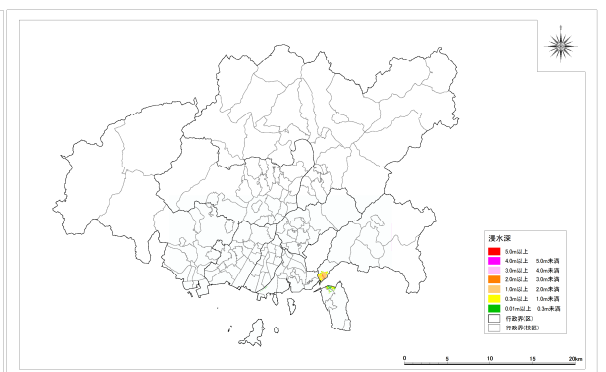 浸水深
5.0m以上
4.0m以上 5.0m未満
3.0m以上 4.0m未満
2.0m以上 3.0m未満
1.0m以上 2.0m未満
0.3m以上 1.0m未満
0.01m以上 0.3m未満
行政界(区)
行政界(校区)
0 5 10 15 20km